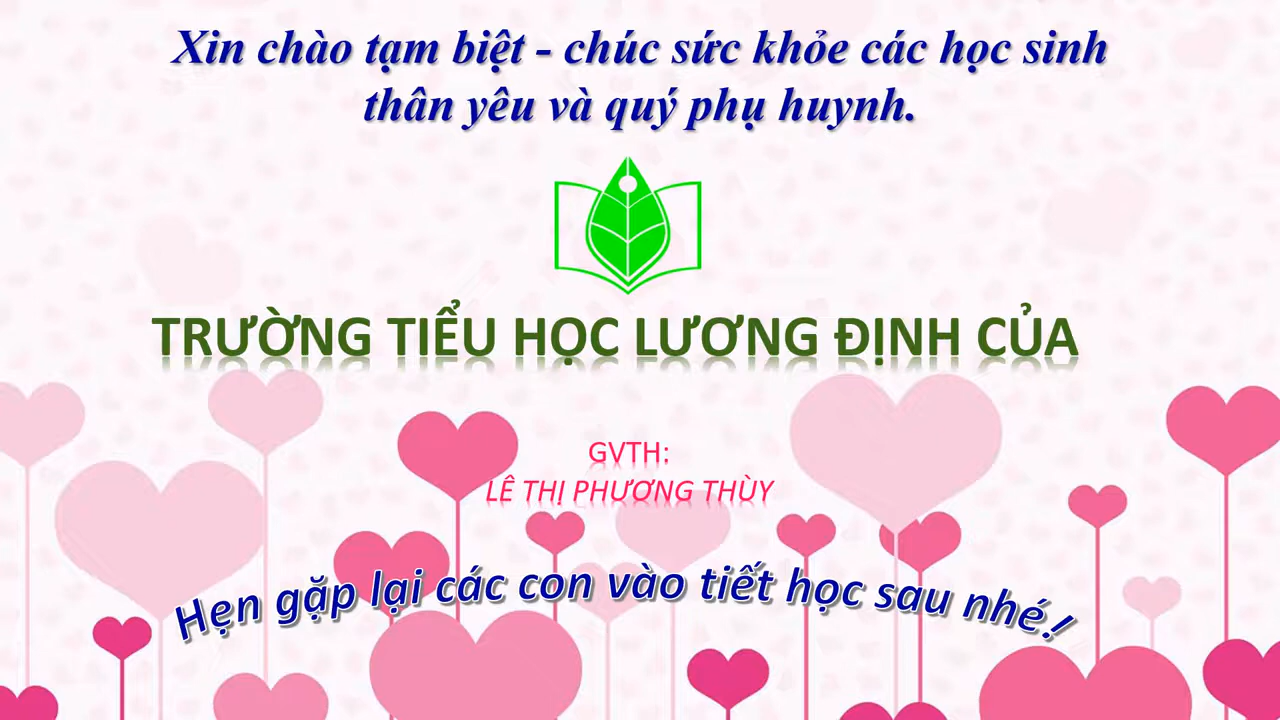 Xin chào tạm biệt - chúc sức khỏe các học sinh
thân yêu và quý phụ huynh.
TRƯỜNG TIỂU HỌC LƯƠNG ĐỊNH CỦA
GVTH:
LÊ THỊ PHƯƠNG THÙY
Hẹn gặp lại các con vào tiết học sau nhé!